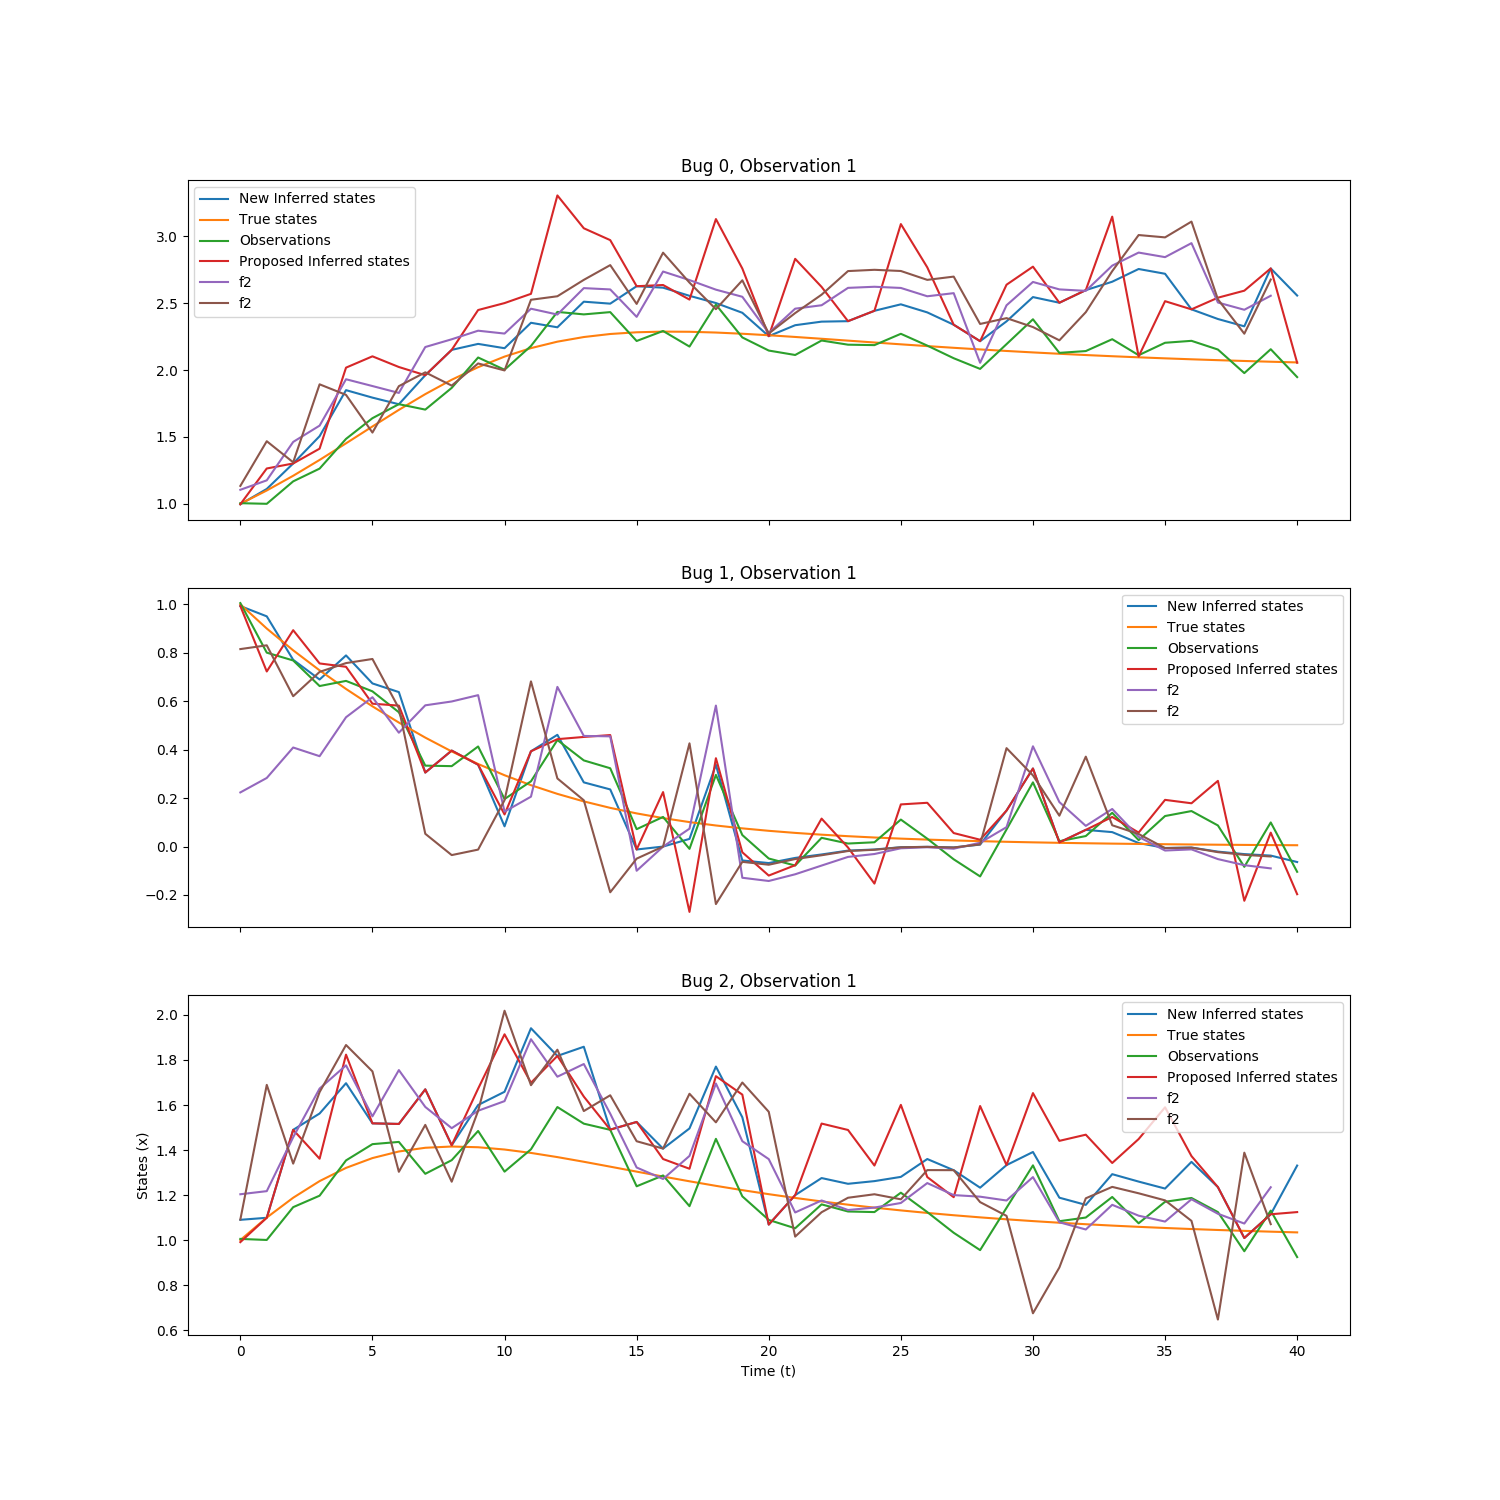 Bug 0, Observation 1
New Inferred states
True states
Observations
Proposed Inferred states
f2
f2
3.0
2.5
2.0
1.5
1.0
Bug 1, Observation 1
New Inferred states
True states
Observations
Proposed Inferred states
f2
f2
1.0
0.8
0.6
0.4
0.2
0.0
−0.2
Bug 2, Observation 1
New Inferred states
True states
Observations
Proposed Inferred states
f2
f2
2.0
1.8
1.6
1.4
1.2
1.0
0.8
0.6
States (x)
0 5 10 15 20 25 30 35 40
Time (t)